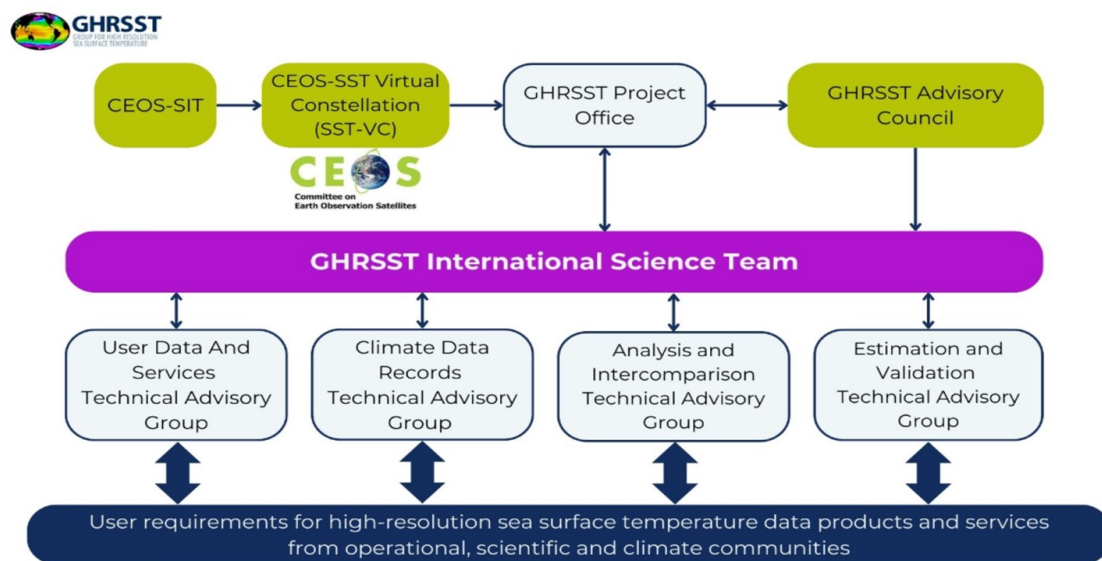 GHRSST
GROUP FOR HIGH RESOLUTION
SEA SURFACE TEMPERATURE
CEOS-SIT
CEOS-SST Virtual
Constellation
(SST-VC)
GHRSST Project
Office
GHRSST Advisory
Council
CEOS
Committee on
Earth Observation Satellites
GHRSST International Science Team
User Data And
Services
Technical Advisory
Group
Climate Data
Records
Technical Advisory
Group
Analysis and
Intercomparison
Technical Advisory
Group
Estimation and
Validation
Technical Advisory
Group
User requirements for high-resolution sea surface temperature data products and services
from operational, scientific and climate communities